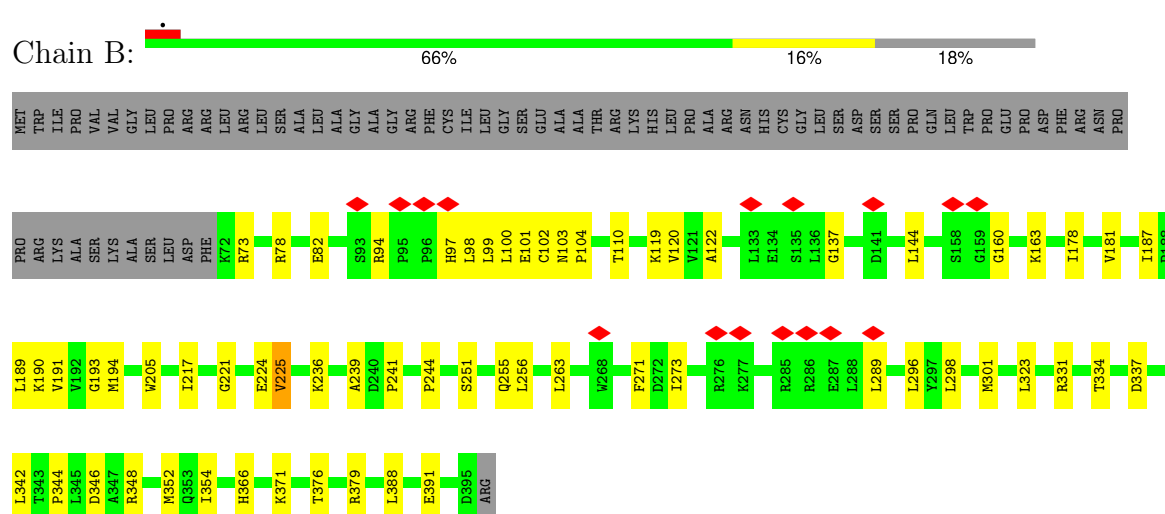 Chain B:
66% 16% 18%
MET TRP ILE PRO VAL VAL GLY LEU PRO ARG ARG LEU ARG LEU SER ALA LEU ALA GLY ALA GLY ARG PHE CYS ILE LEU GLY SER GLU ALA ALA THR ARG LYS HIS LEU PRO ALA ARG ASN HIS CYS GLY LEU SER ASP SER SER PRO GLN LEU TRP PRO GLU PRO ASP PHE ARG ASN PRO
PRO ARG LYS ALA SER LYS ALA SER LEU ASP PHE K72 R73 R78 E82 S93 R94 P95 P96 H97 L98 L99 L100 E101 C102 N103 P104 T110 K119 V120 V121 A122 L133 E134 S135 L136 G137 D141 L144 S158 G159 G160 K163 I178 V181 I187
L189 K190 V191 V192 G193 M194 W205 I217 G221 E224 V225 K236 A239 D240 P241 P244 S251 Q255 L256 L263 W268 F271 D272 I273 R276 K277 R285 R286 E287 L288 L289 L296 Y297 L298 M301 L323 R331 T334 D337
L342 T343 P344 L345 D346 A347 R348 M352 Q353 I354 H366 K371 T376 R379 L388 E391 D395 ARG